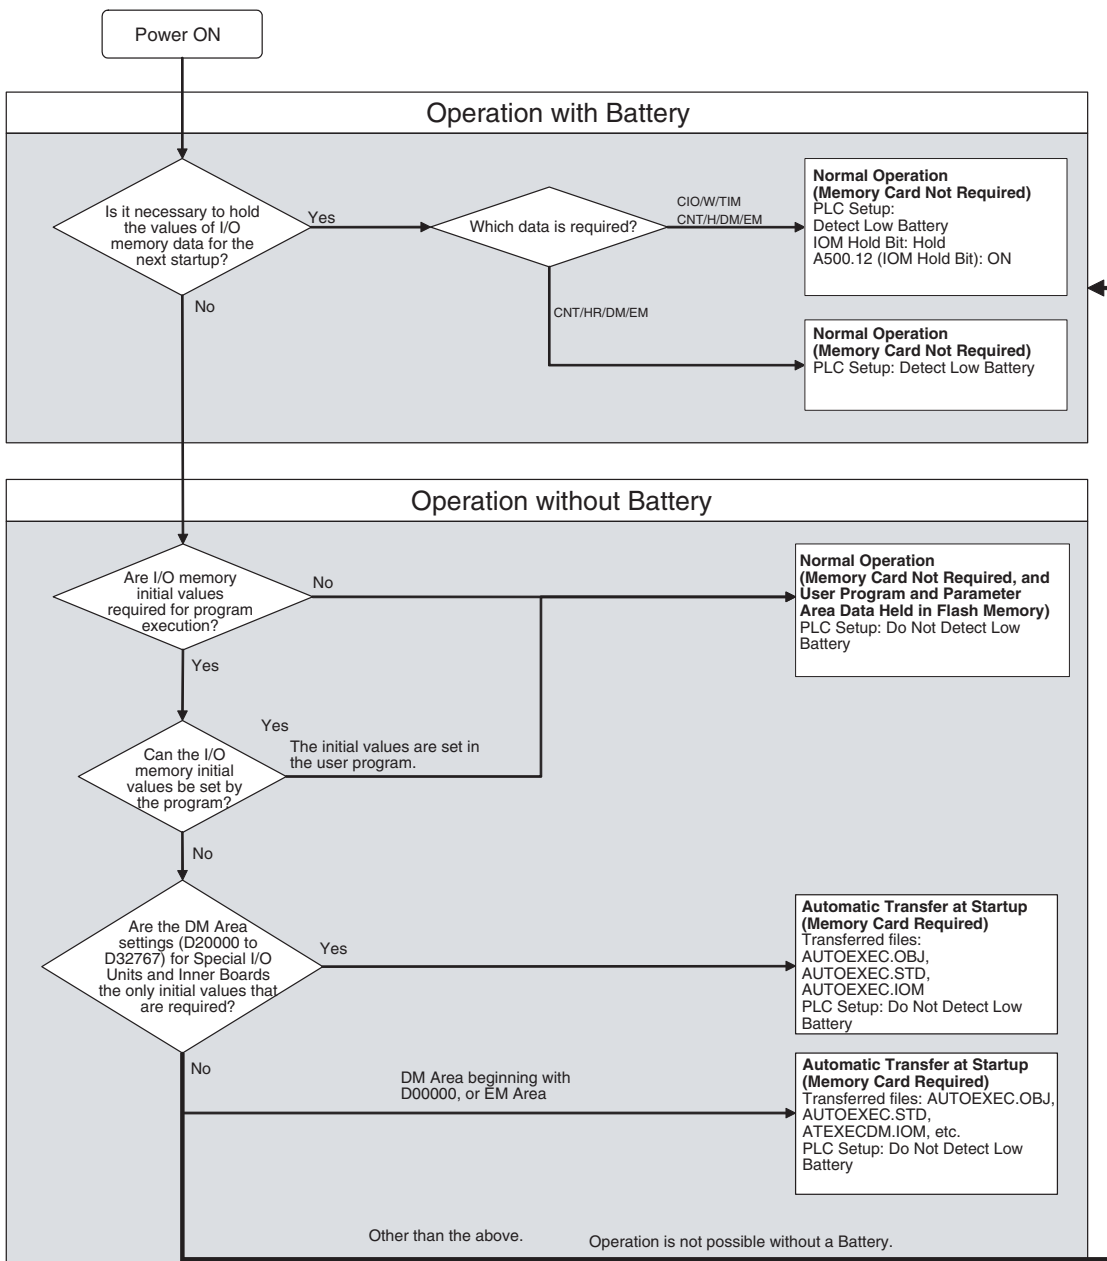 Power ON
Operation with Battery
Is it necessary to hold
the values of I/O
memory data for the
next startup?
Yes
No
Which data is required?
CIO/W/TIM
CNT/H/DM/EM
CNT/HR/DM/EM
Normal Operation
(Memory Card Not Required)
PLC Setup:
Detect Low Battery
IOM Hold Bit: Hold
A500.12 (IOM Hold Bit): ON
Normal Operation
(Memory Card Not Required)
PLC Setup: Detect Low Battery
Operation without Battery
Are I/O memory
initial values
required for program
execution?
No
Yes
Normal Operation
(Memory Card Not Required, and
User Program and Parameter
Area Data Held in Flash Memory)
PLC Setup: Do Not Detect Low
Battery
Can the I/O
memory initial
values be set by
the program?
Yes
The initial values are set in
the user program.
No
Are the DM Area
settings (D20000 to
D32767) for Special I/O
Units and Inner Boards
the only initial values that
are required?
Yes
No
Automatic Transfer at Startup
(Memory Card Required)
Transferred files:
AUTOEXEC.OBJ,
AUTOEXEC.STD,
AUTOEXEC.IOM
PLC Setup: Do Not Detect Low
Battery
DM Area beginning with
D00000, or EM Area
Automatic Transfer at Startup
(Memory Card Required)
Transferred files: AUTOEXEC.OBJ,
AUTOEXEC.STD,
ATEXECDM.IOM, etc.
PLC Setup: Do Not Detect Low
Battery
Other than the above.
Operation is not possible without a Battery.